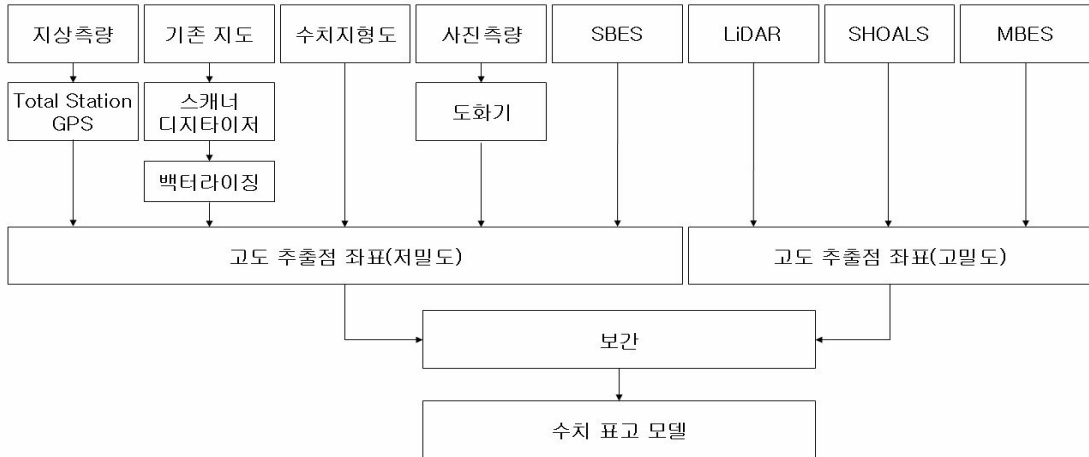 지상측량
기존 지도
수치지형도
사진측량
SBES
LiDAR
SHOALS
MBES
Total Station
GPS
스캐너
디지타이저
도화기
백터라이징
고도 추출점 좌표(저밀도)
고도 추출점 좌표(고밀도)
보간
수치 표고 모델